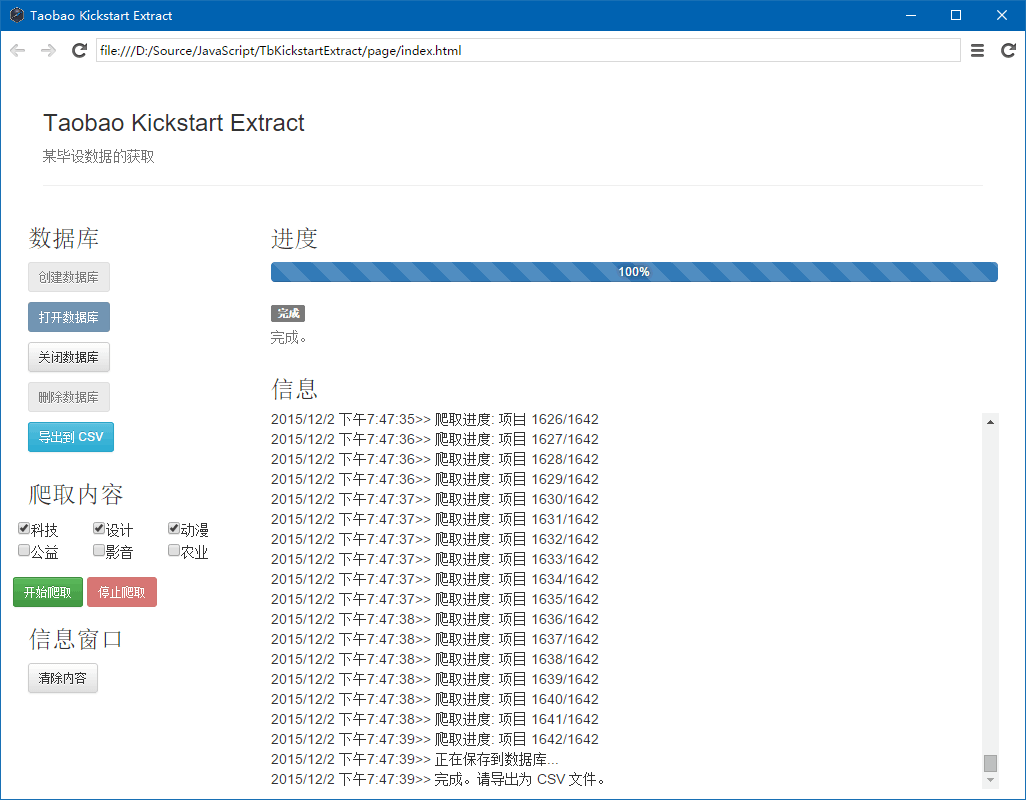 Taobao Kickstart Extract
file:///D:/Source/JavaScript/TbKickstartExtract/page/index.html
Taobao Kickstart Extract
某毕设数据的获取
数据库
创建数据库
打开数据库
关闭数据库
删除数据库
导出到 CSV
爬取内容
科技 设计 动漫
公益 影音 农业
开始爬取 停止爬取
信息窗口
清除内容
进度
100%
完成
完成。
信息
2015/12/2 下午7:47:35>> 爬取进度: 项目 1626/1642
2015/12/2 下午7:47:36>> 爬取进度: 项目 1627/1642
2015/12/2 下午7:47:36>> 爬取进度: 项目 1628/1642
2015/12/2 下午7:47:36>> 爬取进度: 项目 1629/1642
2015/12/2 下午7:47:37>> 爬取进度: 项目 1630/1642
2015/12/2 下午7:47:37>> 爬取进度: 项目 1631/1642
2015/12/2 下午7:47:37>> 爬取进度: 项目 1632/1642
2015/12/2 下午7:47:37>> 爬取进度: 项目 1633/1642
2015/12/2 下午7:47:37>> 爬取进度: 项目 1634/1642
2015/12/2 下午7:47:37>> 爬取进度: 项目 1635/1642
2015/12/2 下午7:47:38>> 爬取进度: 项目 1636/1642
2015/12/2 下午7:47:38>> 爬取进度: 项目 1637/1642
2015/12/2 下午7:47:38>> 爬取进度: 项目 1638/1642
2015/12/2 下午7:47:38>> 爬取进度: 项目 1639/1642
2015/12/2 下午7:47:38>> 爬取进度: 项目 1640/1642
2015/12/2 下午7:47:38>> 爬取进度: 项目 1641/1642
2015/12/2 下午7:47:39>> 爬取进度: 项目 1642/1642
2015/12/2 下午7:47:39>> 正在保存到数据库...
2015/12/2 下午7:47:39>> 完成。请导出为 CSV 文件。